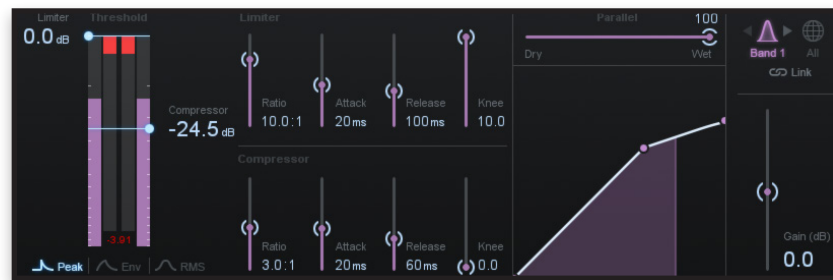 Limiter
Threshold
0.0 dB
Compressor
-24.5 dB
-3.91
Peak
Env
RMS
Limiter
Ratio
10.0:1
Attack
20ms
Release
100ms
Knee
10.0
Compressor
Ratio
3.0:1
Attack
20ms
Release
60ms
Knee
0.0
Parallel
100
Dry
Wet
Band 1
All
Link
Gain (dB)
0.0